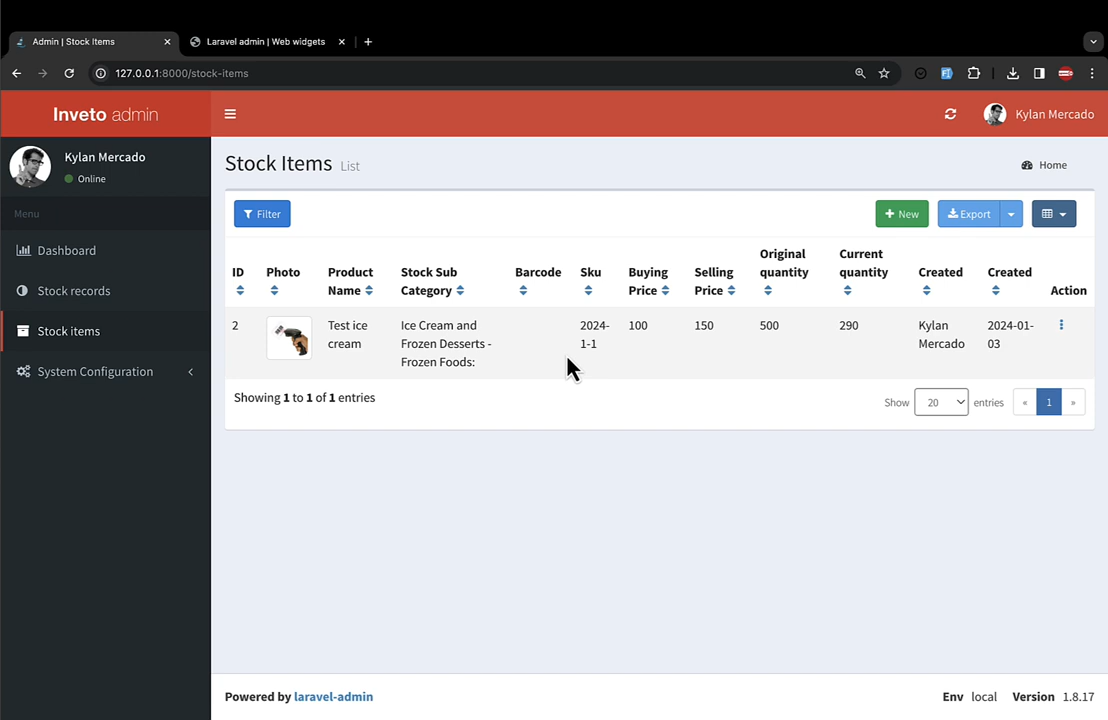 Admin | Stock Items
Laravel admin | Web widgets
127.0.0.1:8000/stock-items
Inveto admin
Kylan Mercado
Kylan Mercado
Online
Menu
Dashboard
Stock records
Stock items
System Configuration
Stock Items List
Home
Filter
New
Export
ID
Photo
Product
Name
Stock Sub
Category
Barcode
Sku
Buying
Price
Selling
Price
Original
quantity
Current
quantity
Created
Created
Action
2
Test ice
cream
Ice Cream and
Frozen Desserts -
Frozen Foods:
2024-
1-1
100
150
500
290
Kylan
Mercado
2024-01-
03
Showing 1 to 1 of 1 entries
Show 20 entries
« 1 »
Powered by laravel-admin
Env local Version 1.8.17